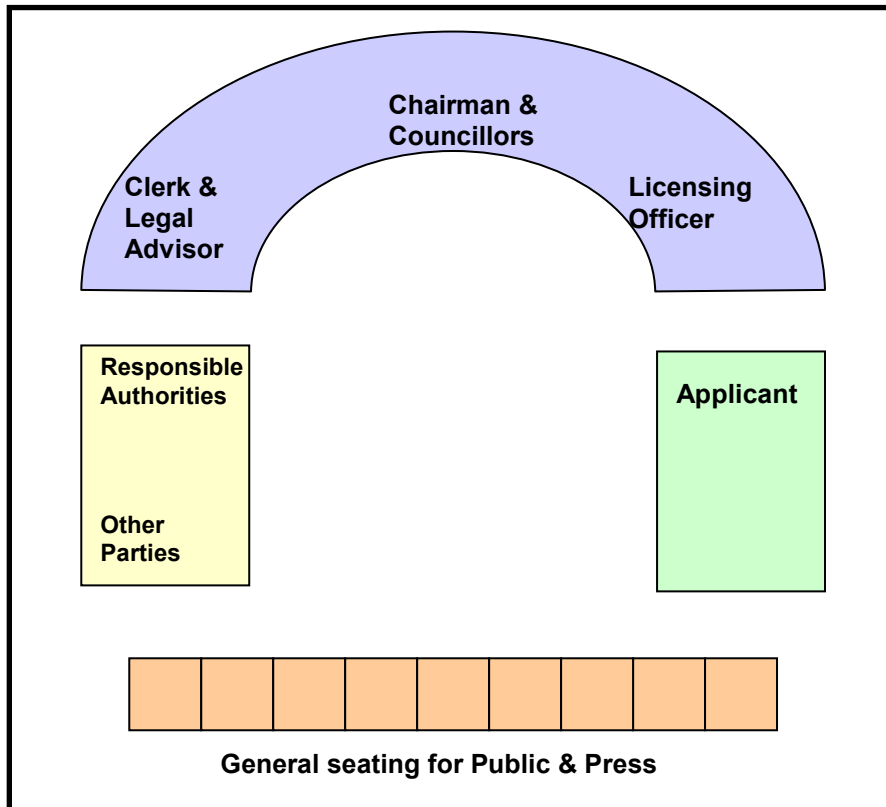 Chairman &
Councillors
Clerk &
Legal
Advisor
Licensing
Officer
Responsible
Authorities
Other
Parties
Applicant
General seating for Public & Press